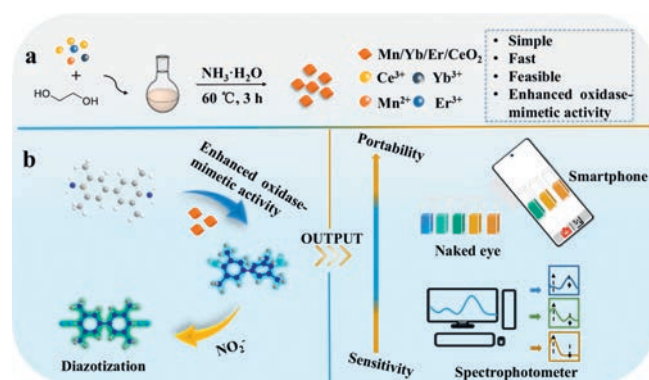 a
+
HO
OH
NH₃·H₂O
60 ℃, 3 h
Mn/Yb/Er/CeO₂
Ce³⁺ Yb³⁺
Mn²⁺ Er³⁺
• Simple
• Fast
• Feasible
• Enhanced oxidase-
mimetic activity
b
Enhanced oxidase-
mimetic activity
NO₂⁻
Diazotization
OUTPUT
Portability
Sensitivity
Smartphone
Naked eye
Spectrophotometer